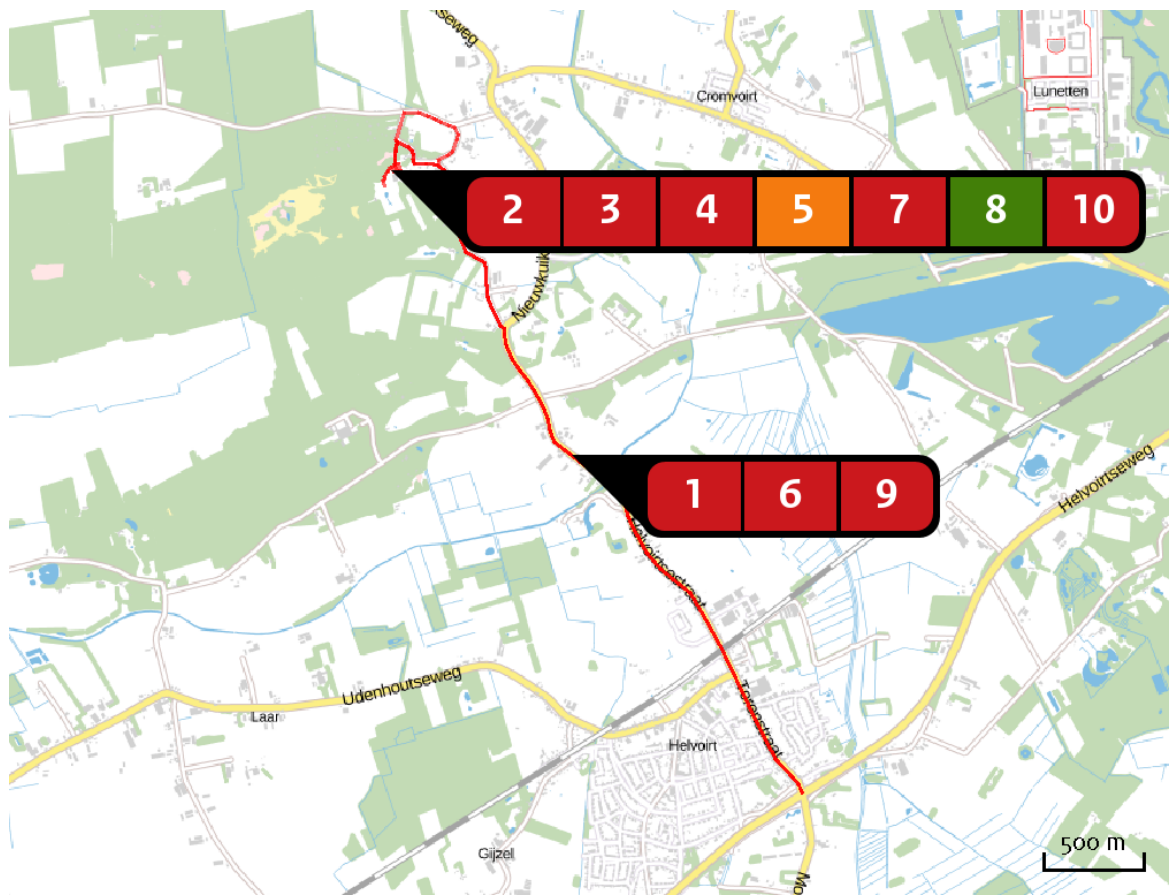 Cromvoirt
Lunetten
2 3 4 5 7 8 10
1 6 9
Helvoirtseweg
Helvoirtsestraat
Udenhoutseweg
Laar
Torenstraat
Helvoirt
Gijzel
500 m